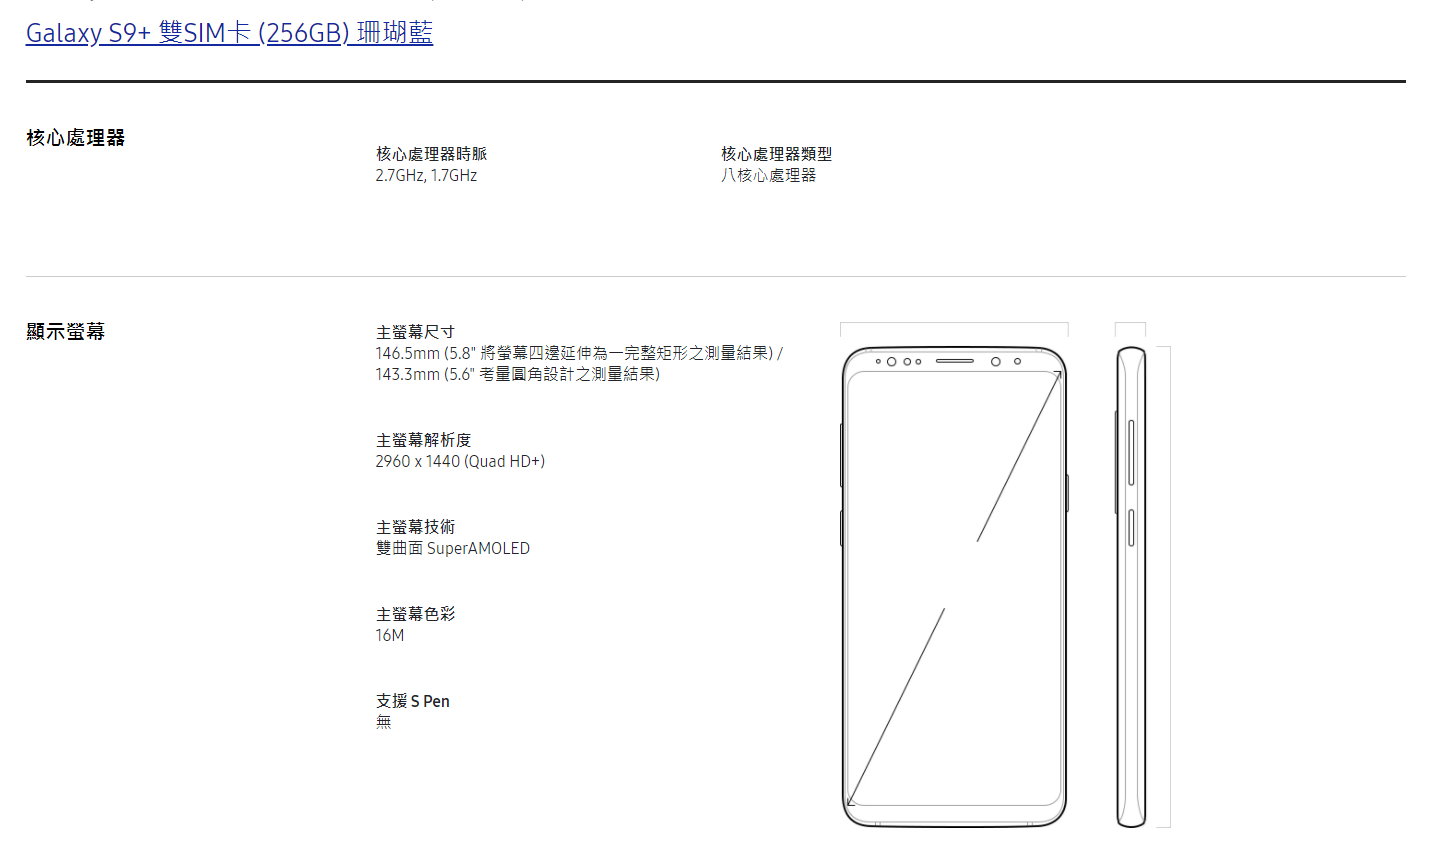 Galaxy S9+ 雙SIM卡 (256GB) 珊瑚藍
核心處理器
核心處理器時脈
2.7GHz, 1.7GHz
核心處理器類型
八核心處理器
顯示螢幕
主螢幕尺寸
146.5mm (5.8" 將螢幕四邊延伸為一完整矩形之測量結果) /
143.3mm (5.6" 考量圓角設計之測量結果)
主螢幕解析度
2960 x 1440 (Quad HD+)
主螢幕技術
雙曲面 SuperAMOLED
主螢幕色彩
16M
支援 S Pen
無